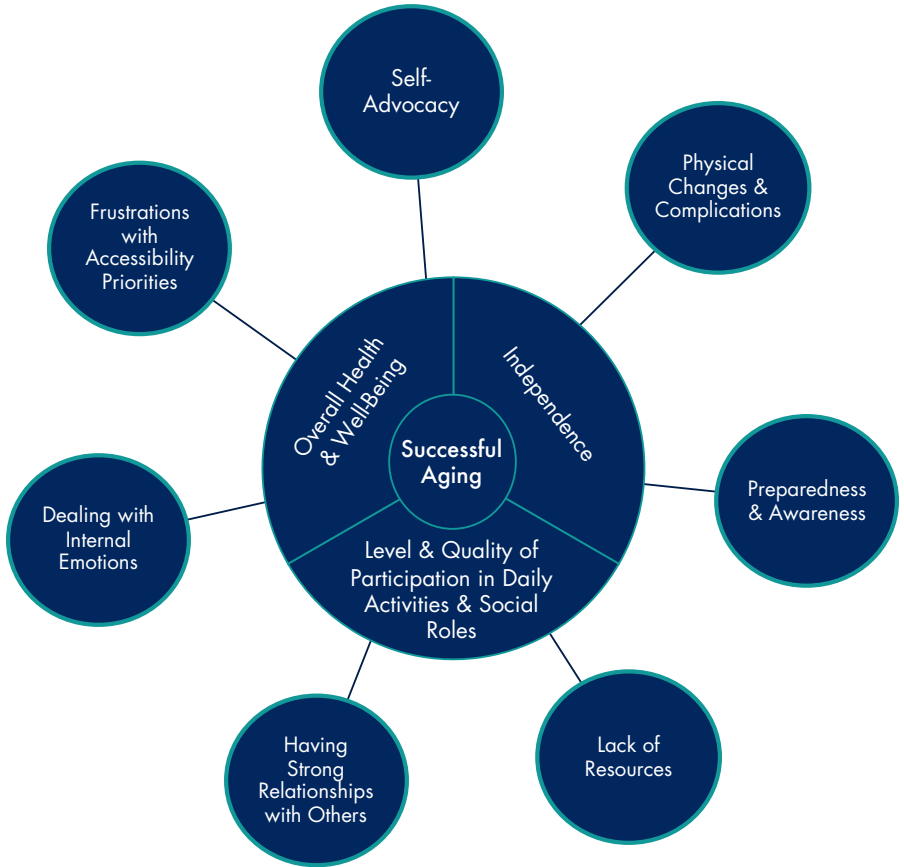 Self-
Advocacy
Physical
Changes &
Complications
Frustrations
with
Accessibility
Priorities
Overall Health
& Well-Being
Independence
Successful
Aging
Preparedness
& Awareness
Dealing with
Internal
Emotions
Level & Quality of
Participation in Daily
Activities & Social
Roles
Having
Strong
Relationships
with Others
Lack of
Resources